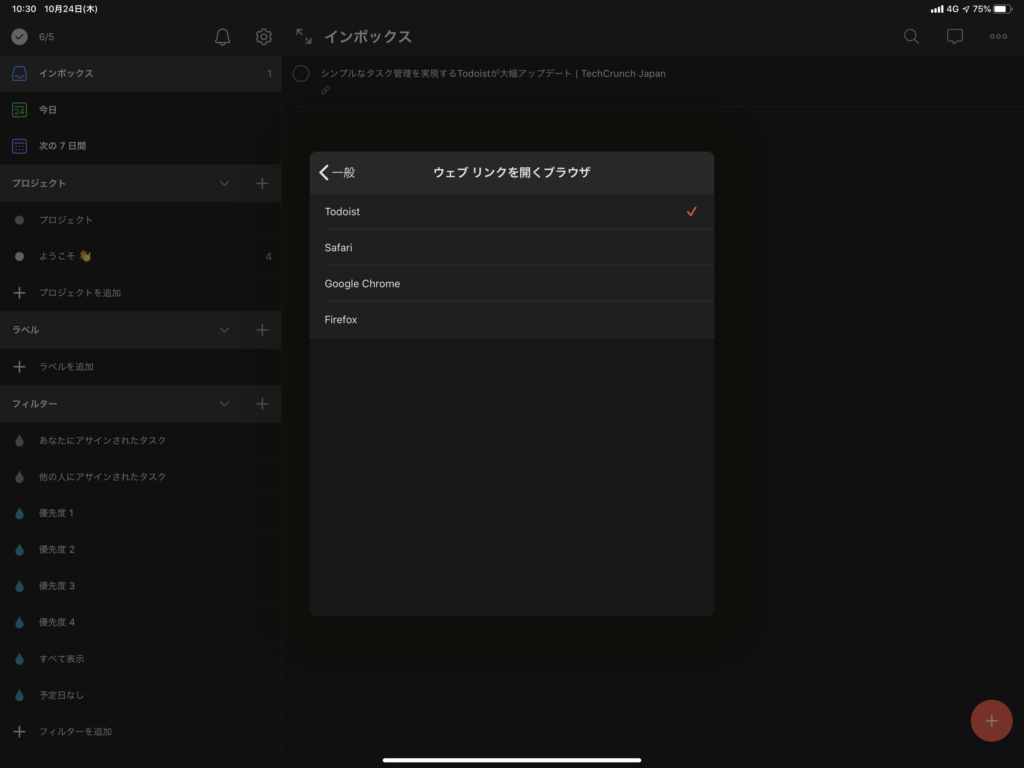 10:30 10月24日(木)
4G 75%
6/5
インボックス 1
24 今日
次の 7 日間
プロジェクト
プロジェクト
ようこそ 👋 4
プロジェクトを追加
ラベル
ラベルを追加
フィルター
あなたにアサインされたタスク
他の人にアサインされたタスク
優先度 1
優先度 2
優先度 3
優先度 4
すべて表示
予定日なし
フィルターを追加
インボックス
シンプルなタスク管理を実現するTodoistが大幅アップデート | TechCrunch Japan
一般 ウェブ リンクを開くブラウザ
Todoist
Safari
Google Chrome
Firefox